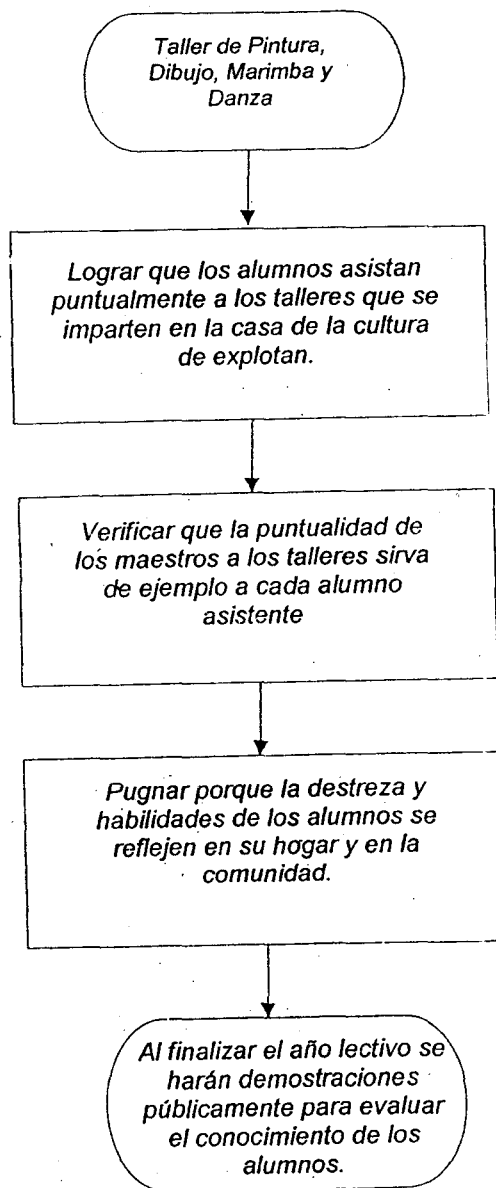 Taller de Pintura,
Dibujo, Marimba y
Danza
Lograr que los alumnos asistan
puntualmente a los talleres que se
imparten en la casa de la cultura
de explotan.
Verificar que la puntualidad de
los maestros a los talleres sirva
de ejemplo a cada alumno
asistente
Pugnar porque la destreza y
habilidades de los alumnos se
reflejen en su hogar y en la
comunidad.
Al finalizar el año lectivo se
harán demostraciones
públicamente para evaluar
el conocimiento de los
alumnos.